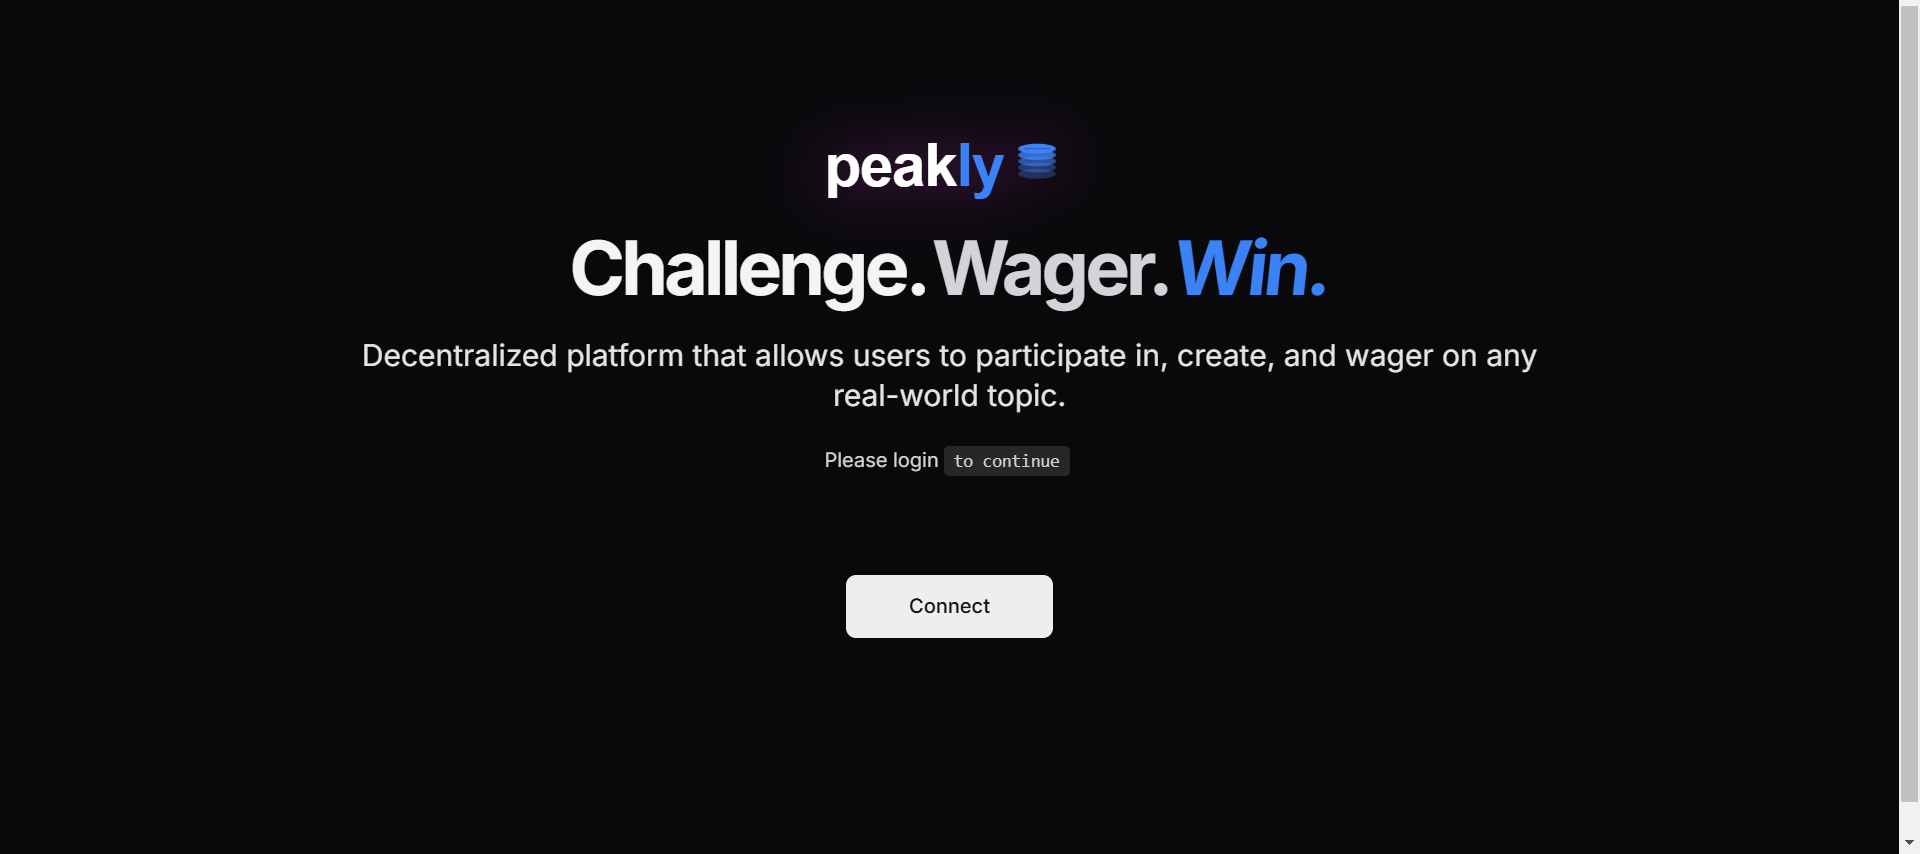 peakly
Challenge. Wager. Win.
Decentralized platform that allows users to participate in, create, and wager on any
real-world topic.
Please login to continue
Connect